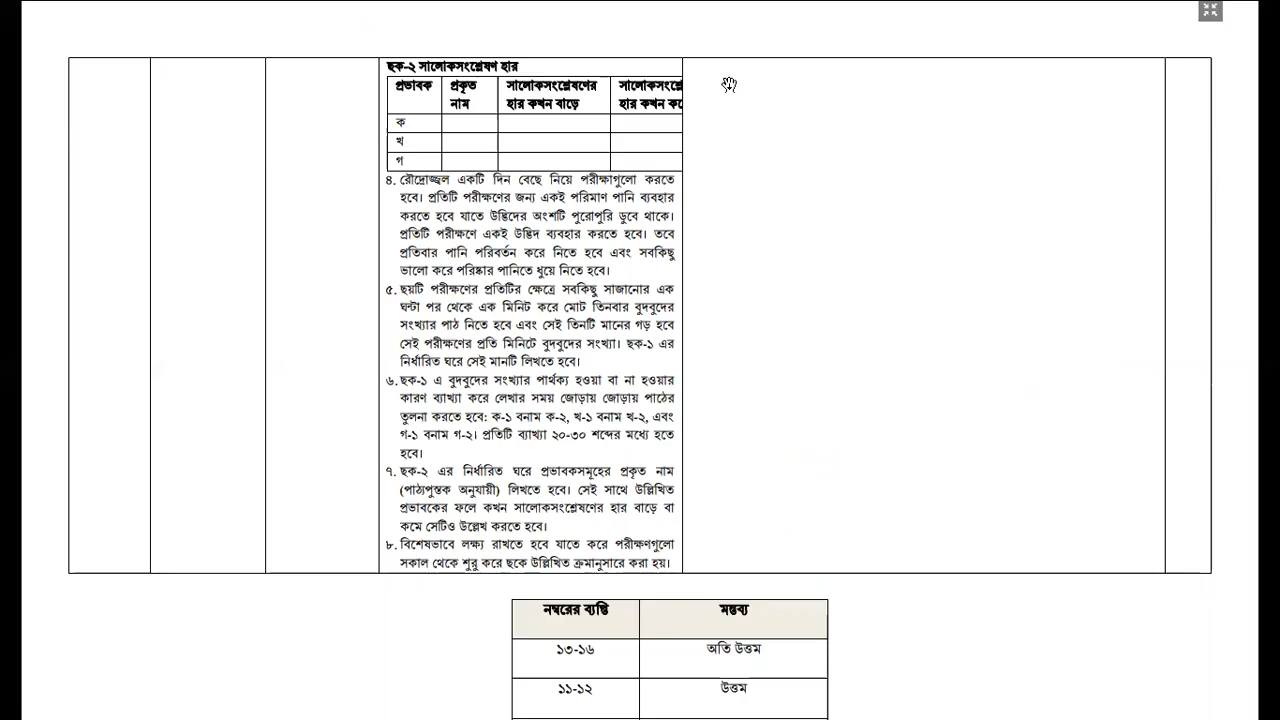 ছক-২ সালোকসংশ্লেষণ হার
প্রভাবক প্রকৃত নাম সালোকসংশ্লেষণের হার কখন বাড়ে
ক
খ
গ
৪. রৌদ্রোজ্জ্বল একটি দিন বেছে নিয়ে পরীক্ষাগুলো করতে
হবে। প্রতিটি পরীক্ষণের জন্য একই পরিমাণ পানি ব্যবহার
করতে হবে যাতে উদ্ভিদের অংশটি পুরোপুরি ডুবে থাকে।
প্রতিটি পরীক্ষণে একই উদ্ভিদ ব্যবহার করতে হবে। তবে
প্রতিবার পানি পরিবর্তন করে নিতে হবে এবং সবকিছু
ভালো করে পরিষ্কার পানিতে ধুয়ে নিতে হবে।
৫. ছয়টি পরীক্ষণের প্রতিটির ক্ষেত্রে সবকিছু সাজানোর এক
ঘন্টা পর থেকে এক মিনিট করে মোট তিনবার বুদবুদের
সংখ্যার পাঠ নিতে হবে এবং সেই তিনটি মানের গড় হবে
সেই পরীক্ষণের প্রতি মিনিটে বুদবুদের সংখ্যা। ছক-১ এর
নির্ধারিত ঘরে সেই মানটি লিখতে হবে।
৬. ছক-১ এ বুদবুদের সংখ্যার পার্থক্য হওয়া বা না হওয়ার
কারণ ব্যাখ্যা করে লেখার সময় জোড়ায় জোড়ায় পাঠের
তুলনা করতে হবে: ক-১ বনাম ক-২, খ-১ বনাম খ-২, এবং
গ-১ বনাম গ-২। প্রতিটি ব্যাখ্যা ২০-৩০ শব্দের মধ্যে হতে
হবে।
৭. ছক-২ এর নির্ধারিত ঘরে প্রভাবকসমূহের প্রকৃত নাম
(পাঠ্যপুস্তক অনুযায়ী) লিখতে হবে। সেই সাথে উল্লিখিত
প্রভাবকের ফলে কখন সালোকসংশ্লেষণের হার বাড়ে বা
কমে সেটিও উল্লেখ করতে হবে।
৮. বিশেষভাবে লক্ষ্য রাখতে হবে যাতে করে পরীক্ষণগুলো
সকাল থেকে শুরু করে ছকে উল্লিখিত ক্রমানুসারে করা হয়।
নম্বরের ব্যপ্তি মন্তব্য
১৩-১৬ অতি উত্তম
১১-১২ উত্তম